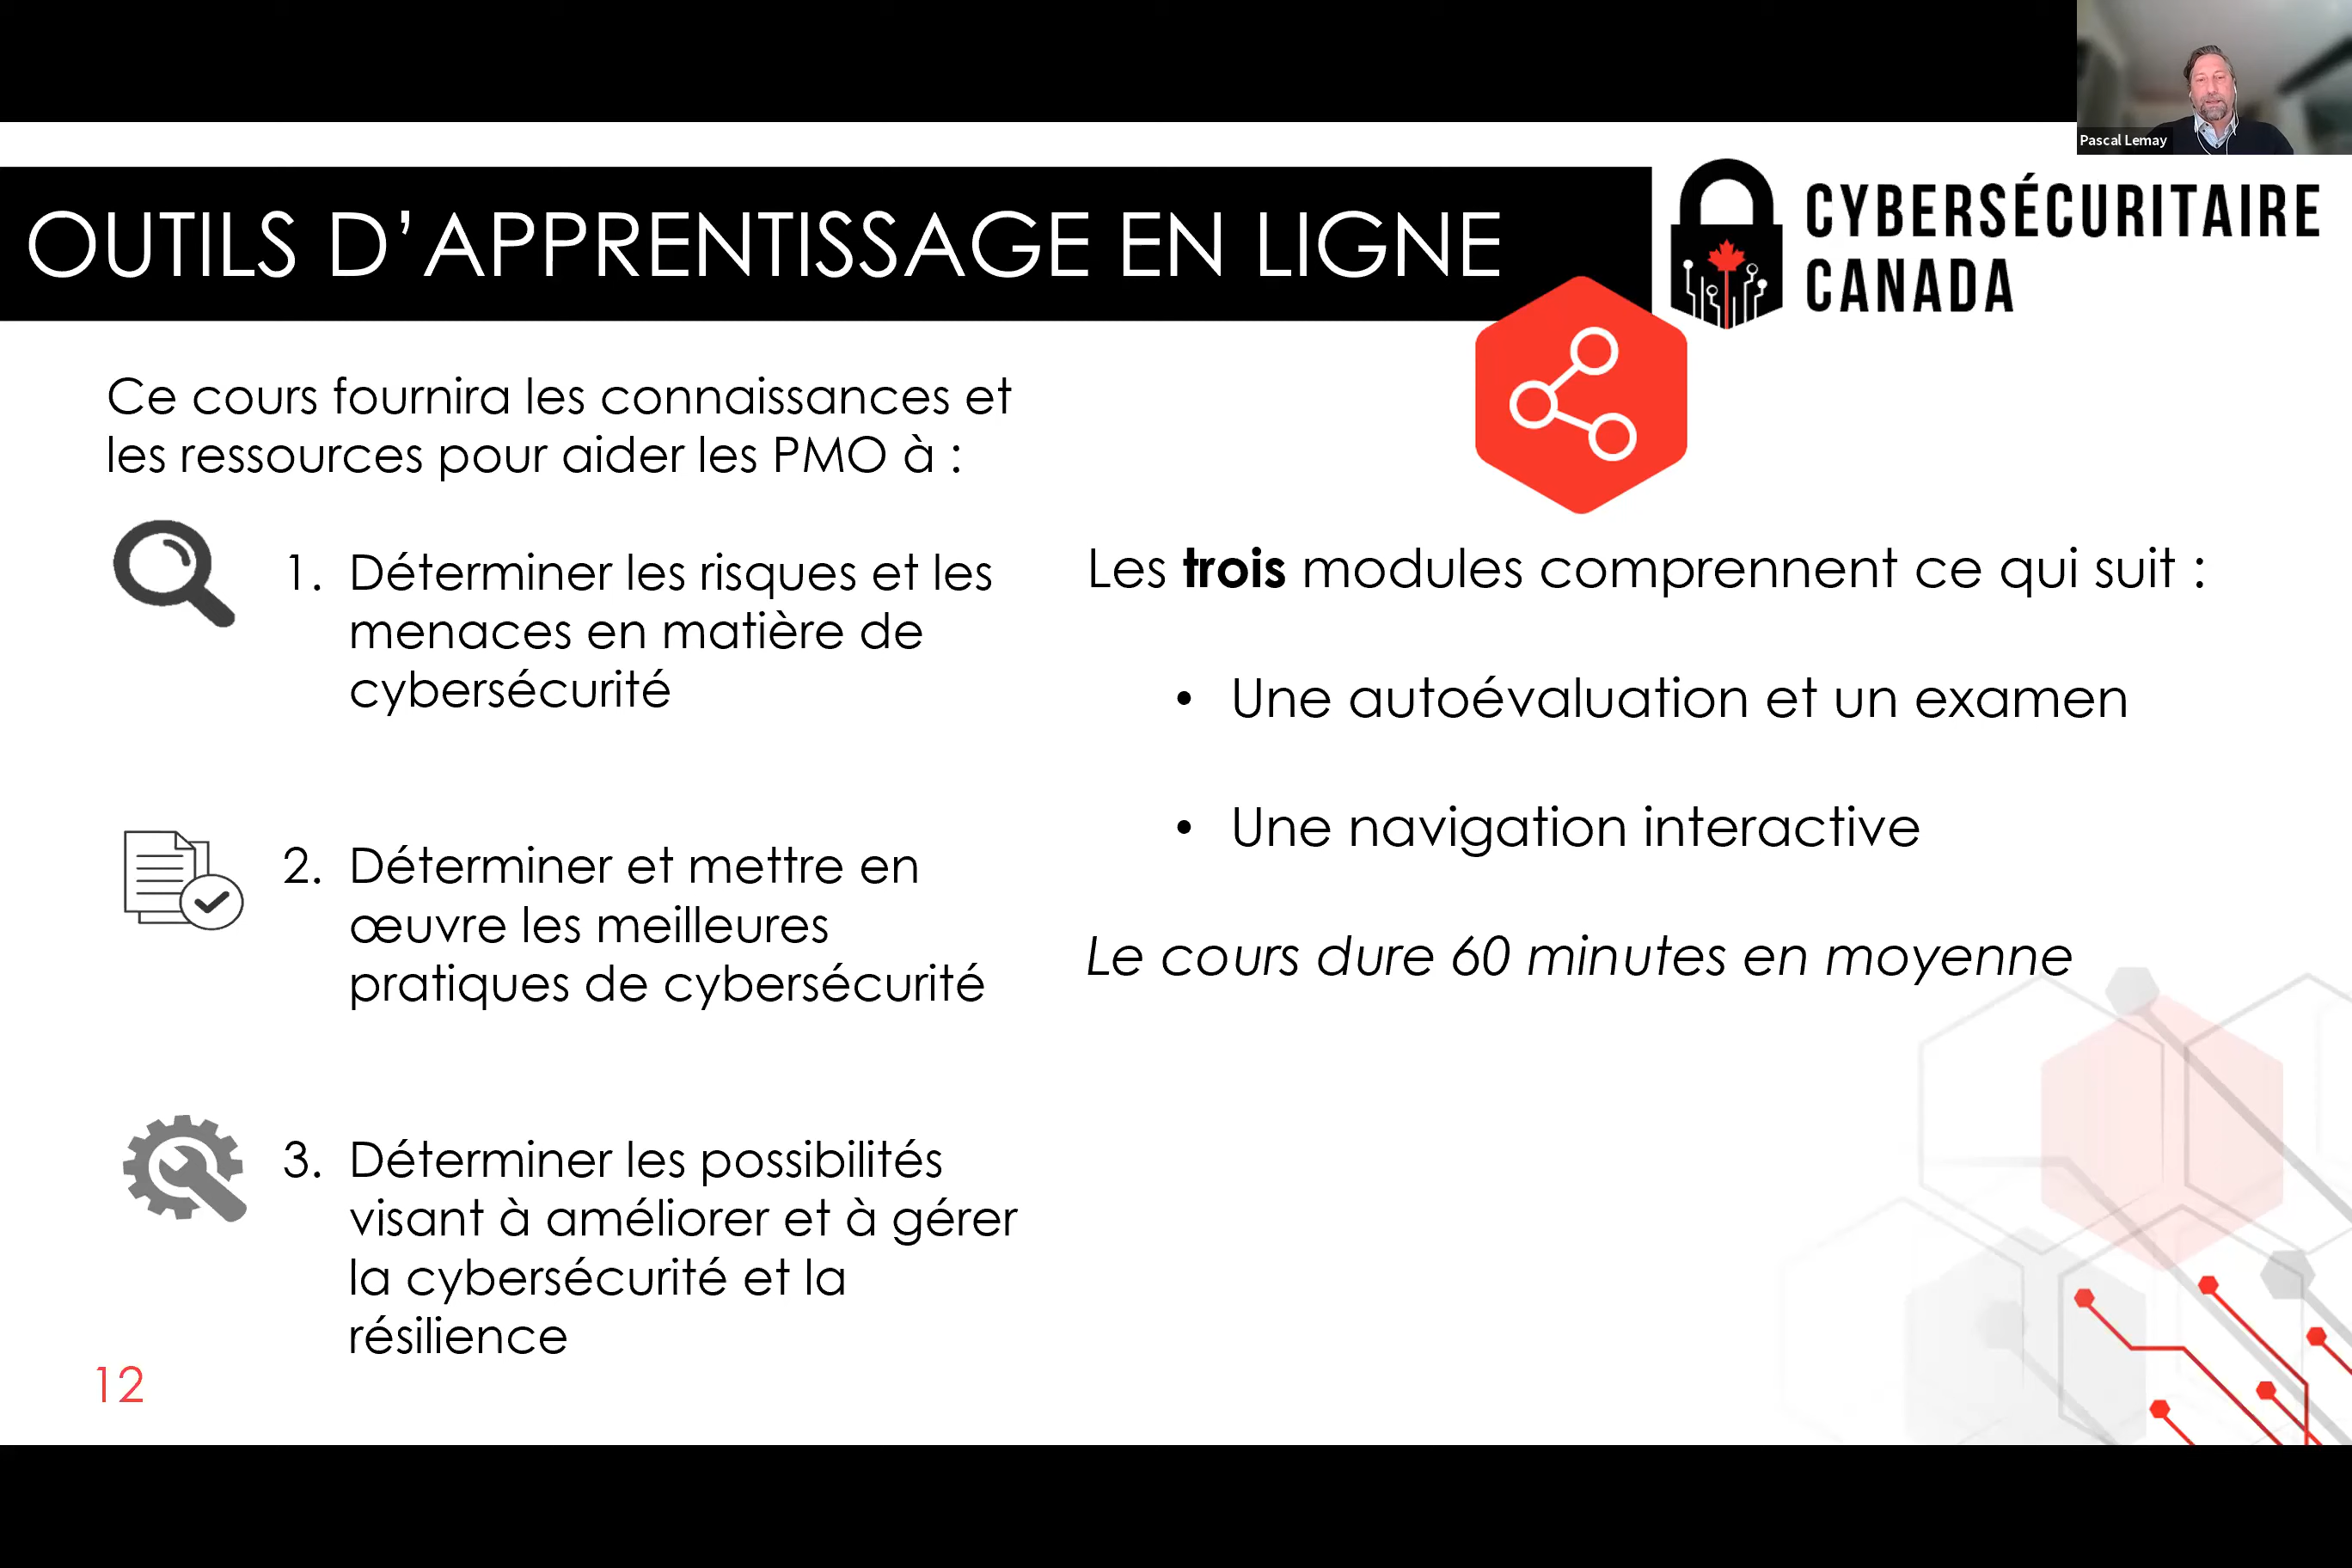 Pascal Lemay
OUTILS D’APPRENTISSAGE EN LIGNE
CYBERSÉCURITAIRE
CANADA
Ce cours fournira les connaissances et
les ressources pour aider les PMO à :
1. Déterminer les risques et les
menaces en matière de
cybersécurité
2. Déterminer et mettre en
œuvre les meilleures
pratiques de cybersécurité
3. Déterminer les possibilités
visant à améliorer et à gérer
la cybersécurité et la
résilience
Les trois modules comprennent ce qui suit :
• Une autoévaluation et un examen
• Une navigation interactive
Le cours dure 60 minutes en moyenne
12